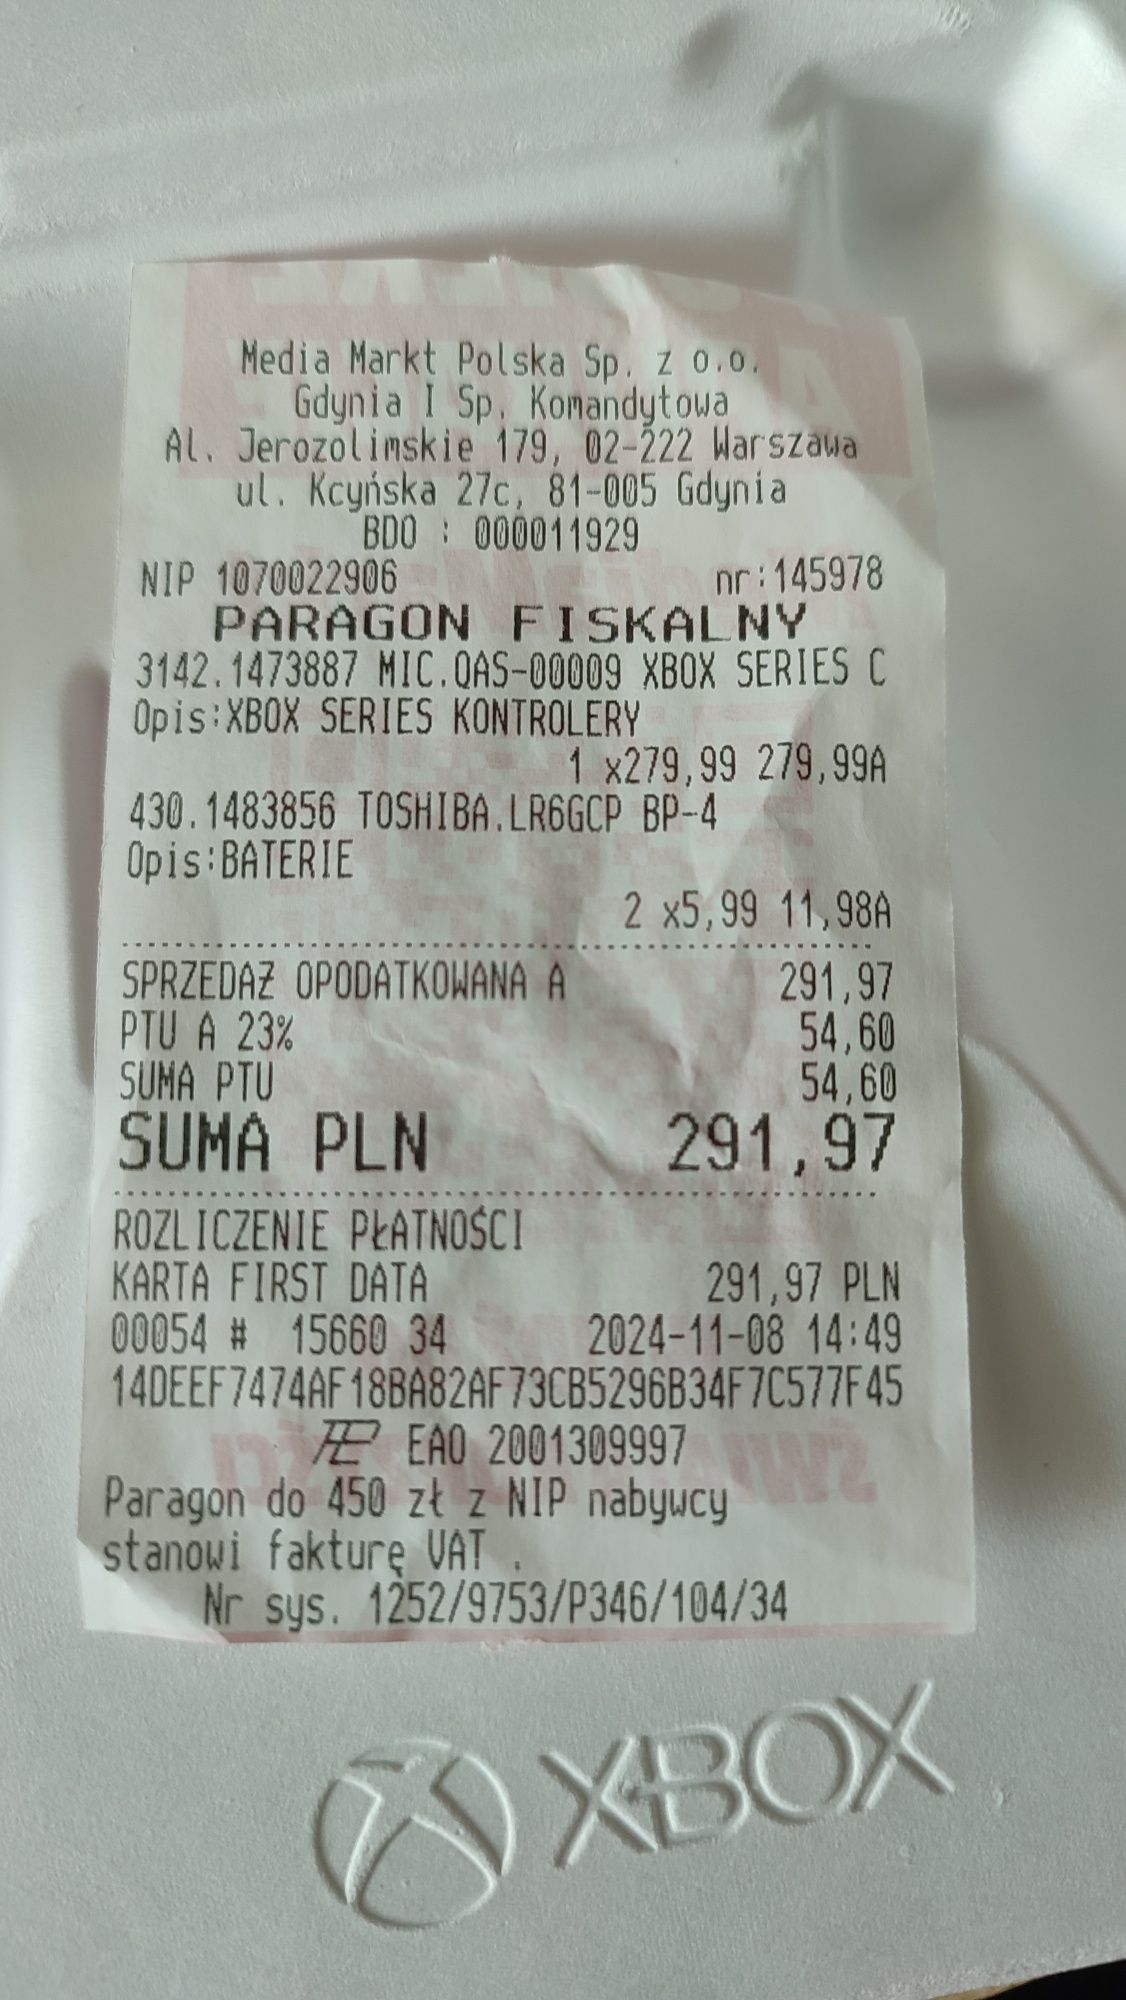 Media Markt Polska Sp. z o.o.
Gdynia I Sp. Komandytowa
Al. Jerozolimskie 179, 02-222 Warszawa
ul. Kcyńska 27c, 81-005 Gdynia
BDO : 000011929
NIP 1070022906 nr:145978
PARAGON FISKALNY
3142.1473887 MIC.QAS-00009 XBOX SERIES C
Opis:XBOX SERIES KONTROLERY
1 x279,99 279,99A
430.1483856 TOSHIBA.LR6GCP BP-4
Opis:BATERIE
2 x5,99 11,98A
SPRZEDAŻ OPODATKOWANA A 291,97
PTU A 23% 54,60
SUMA PTU 54,60
SUMA PLN 291,97
ROZLICZENIE PŁATNOŚCI
KARTA FIRST DATA 291,97 PLN
00054 # 15660 34 2024-11-08 14:49
14DEEF7474AF18BA82AF73CB5296B34F7C577F45
EAO 2001309997
Paragon do 450 zł z NIP nabywcy
stanowi fakturę VAT .
Nr sys. 1252/9753/P346/104/34
XBOX